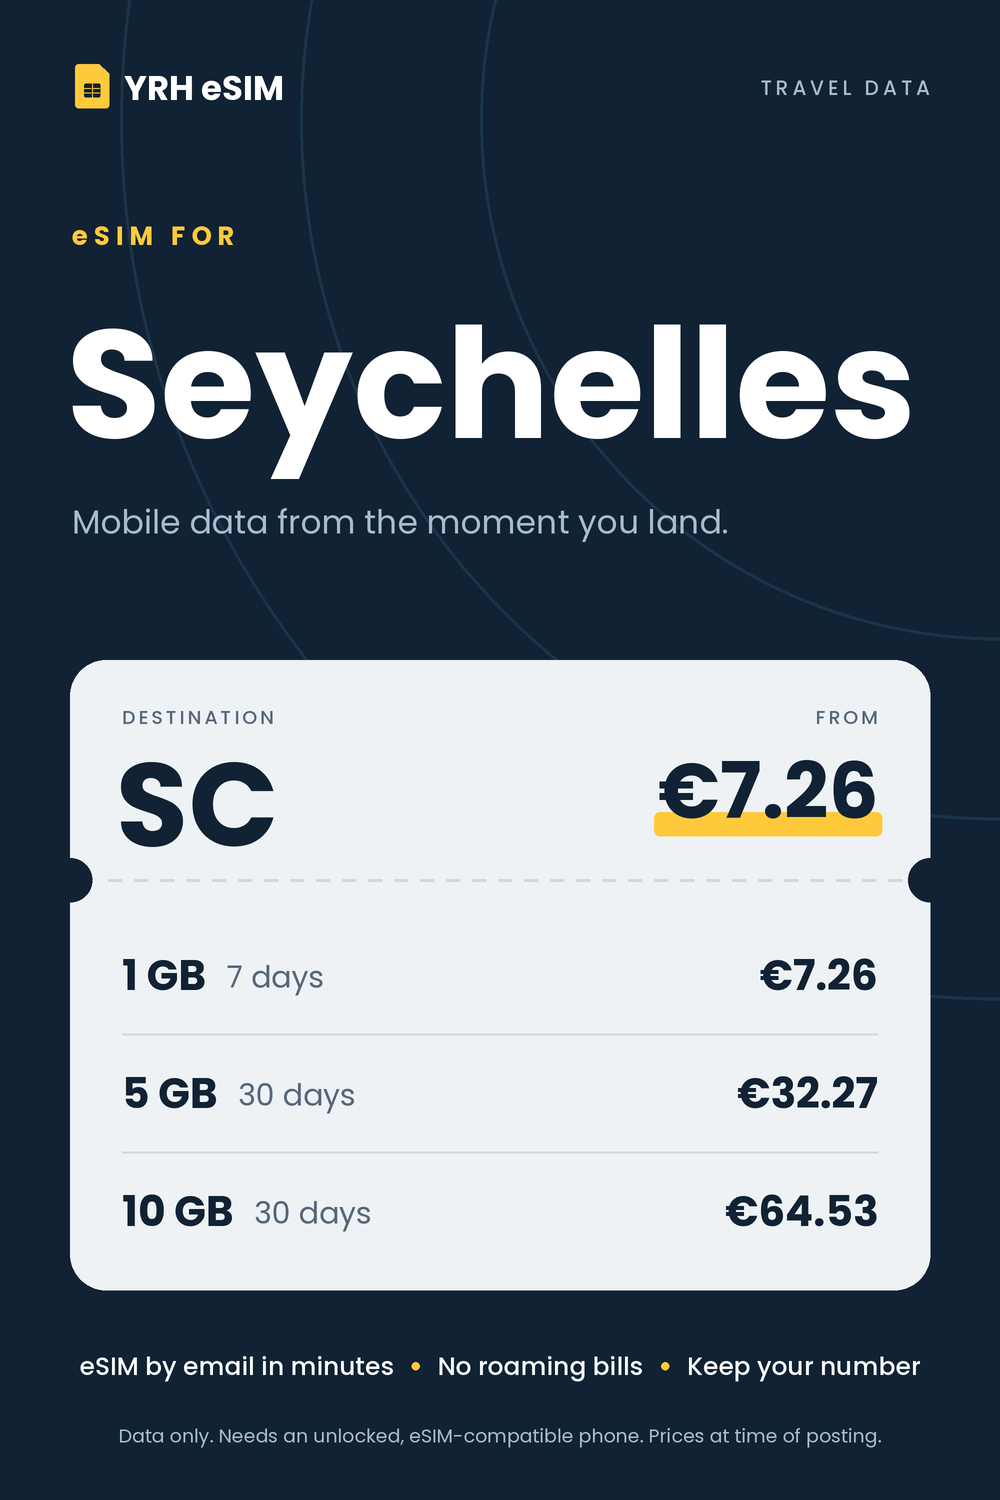 YRH eSIM
TRAVEL DATA
eSIM FOR
Seychelles
Mobile data from the moment you land.
DESTINATION
FROM
SC
€7.26
1 GB 7 days €7.26
5 GB 30 days €32.27
10 GB 30 days €64.53
eSIM by email in minutes • No roaming bills • Keep your number
Data only. Needs an unlocked, eSIM-compatible phone. Prices at time of posting.